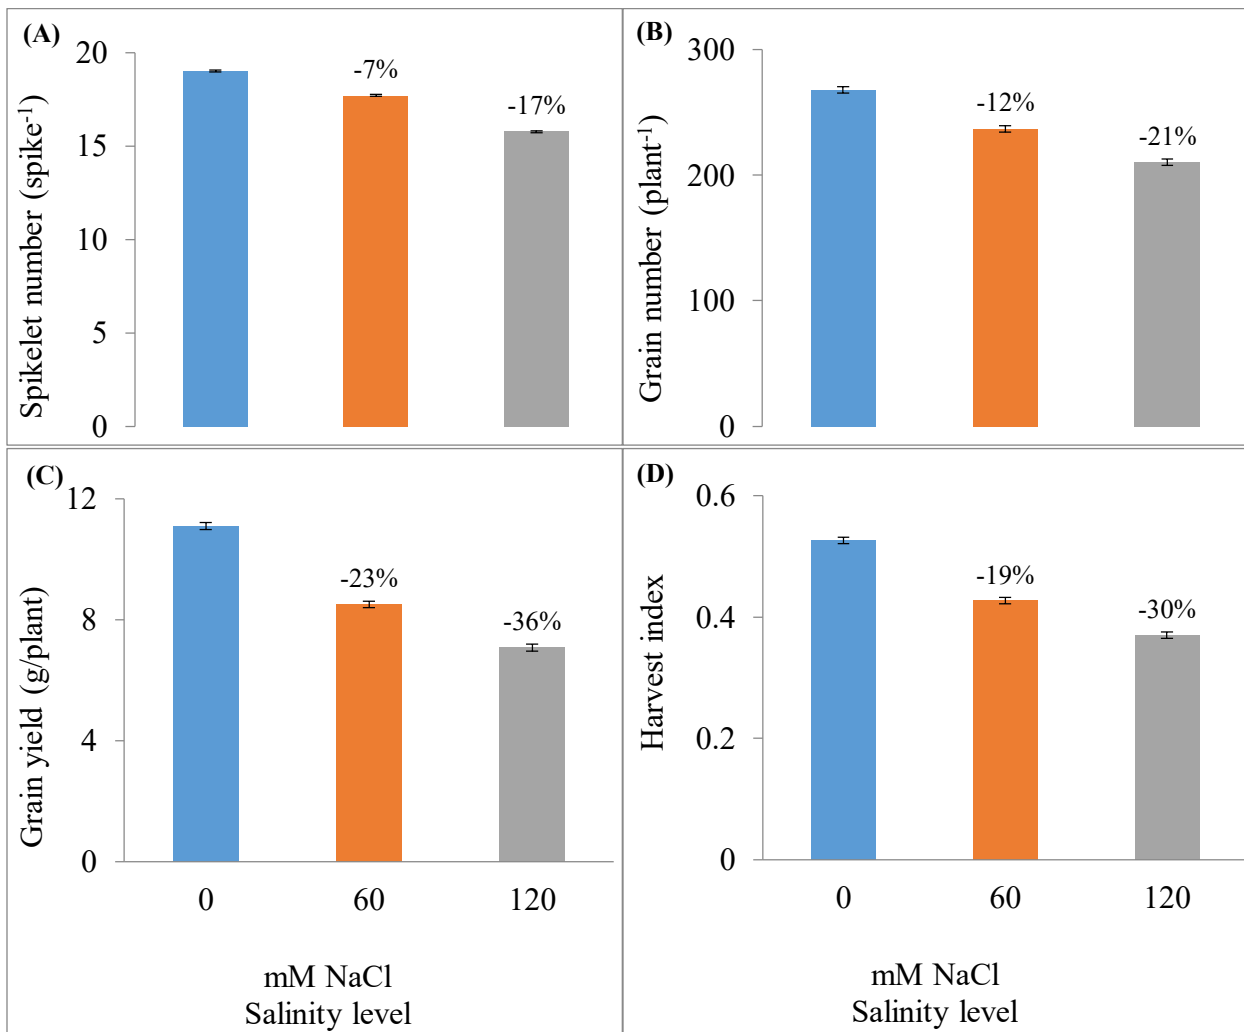 (A)
Spikelet number (spike⁻¹)
20
15
10
5
0
-7%
-17%
(B)
Grain number (plant⁻¹)
300
200
100
0
-12%
-21%
(C)
Grain yield (g/plant)
12
8
4
0
-23%
-36%
0 60 120
mM NaCl
Salinity level
(D)
Harvest index
0.6
0.4
0.2
0
-19%
-30%
0 60 120
mM NaCl
Salinity level